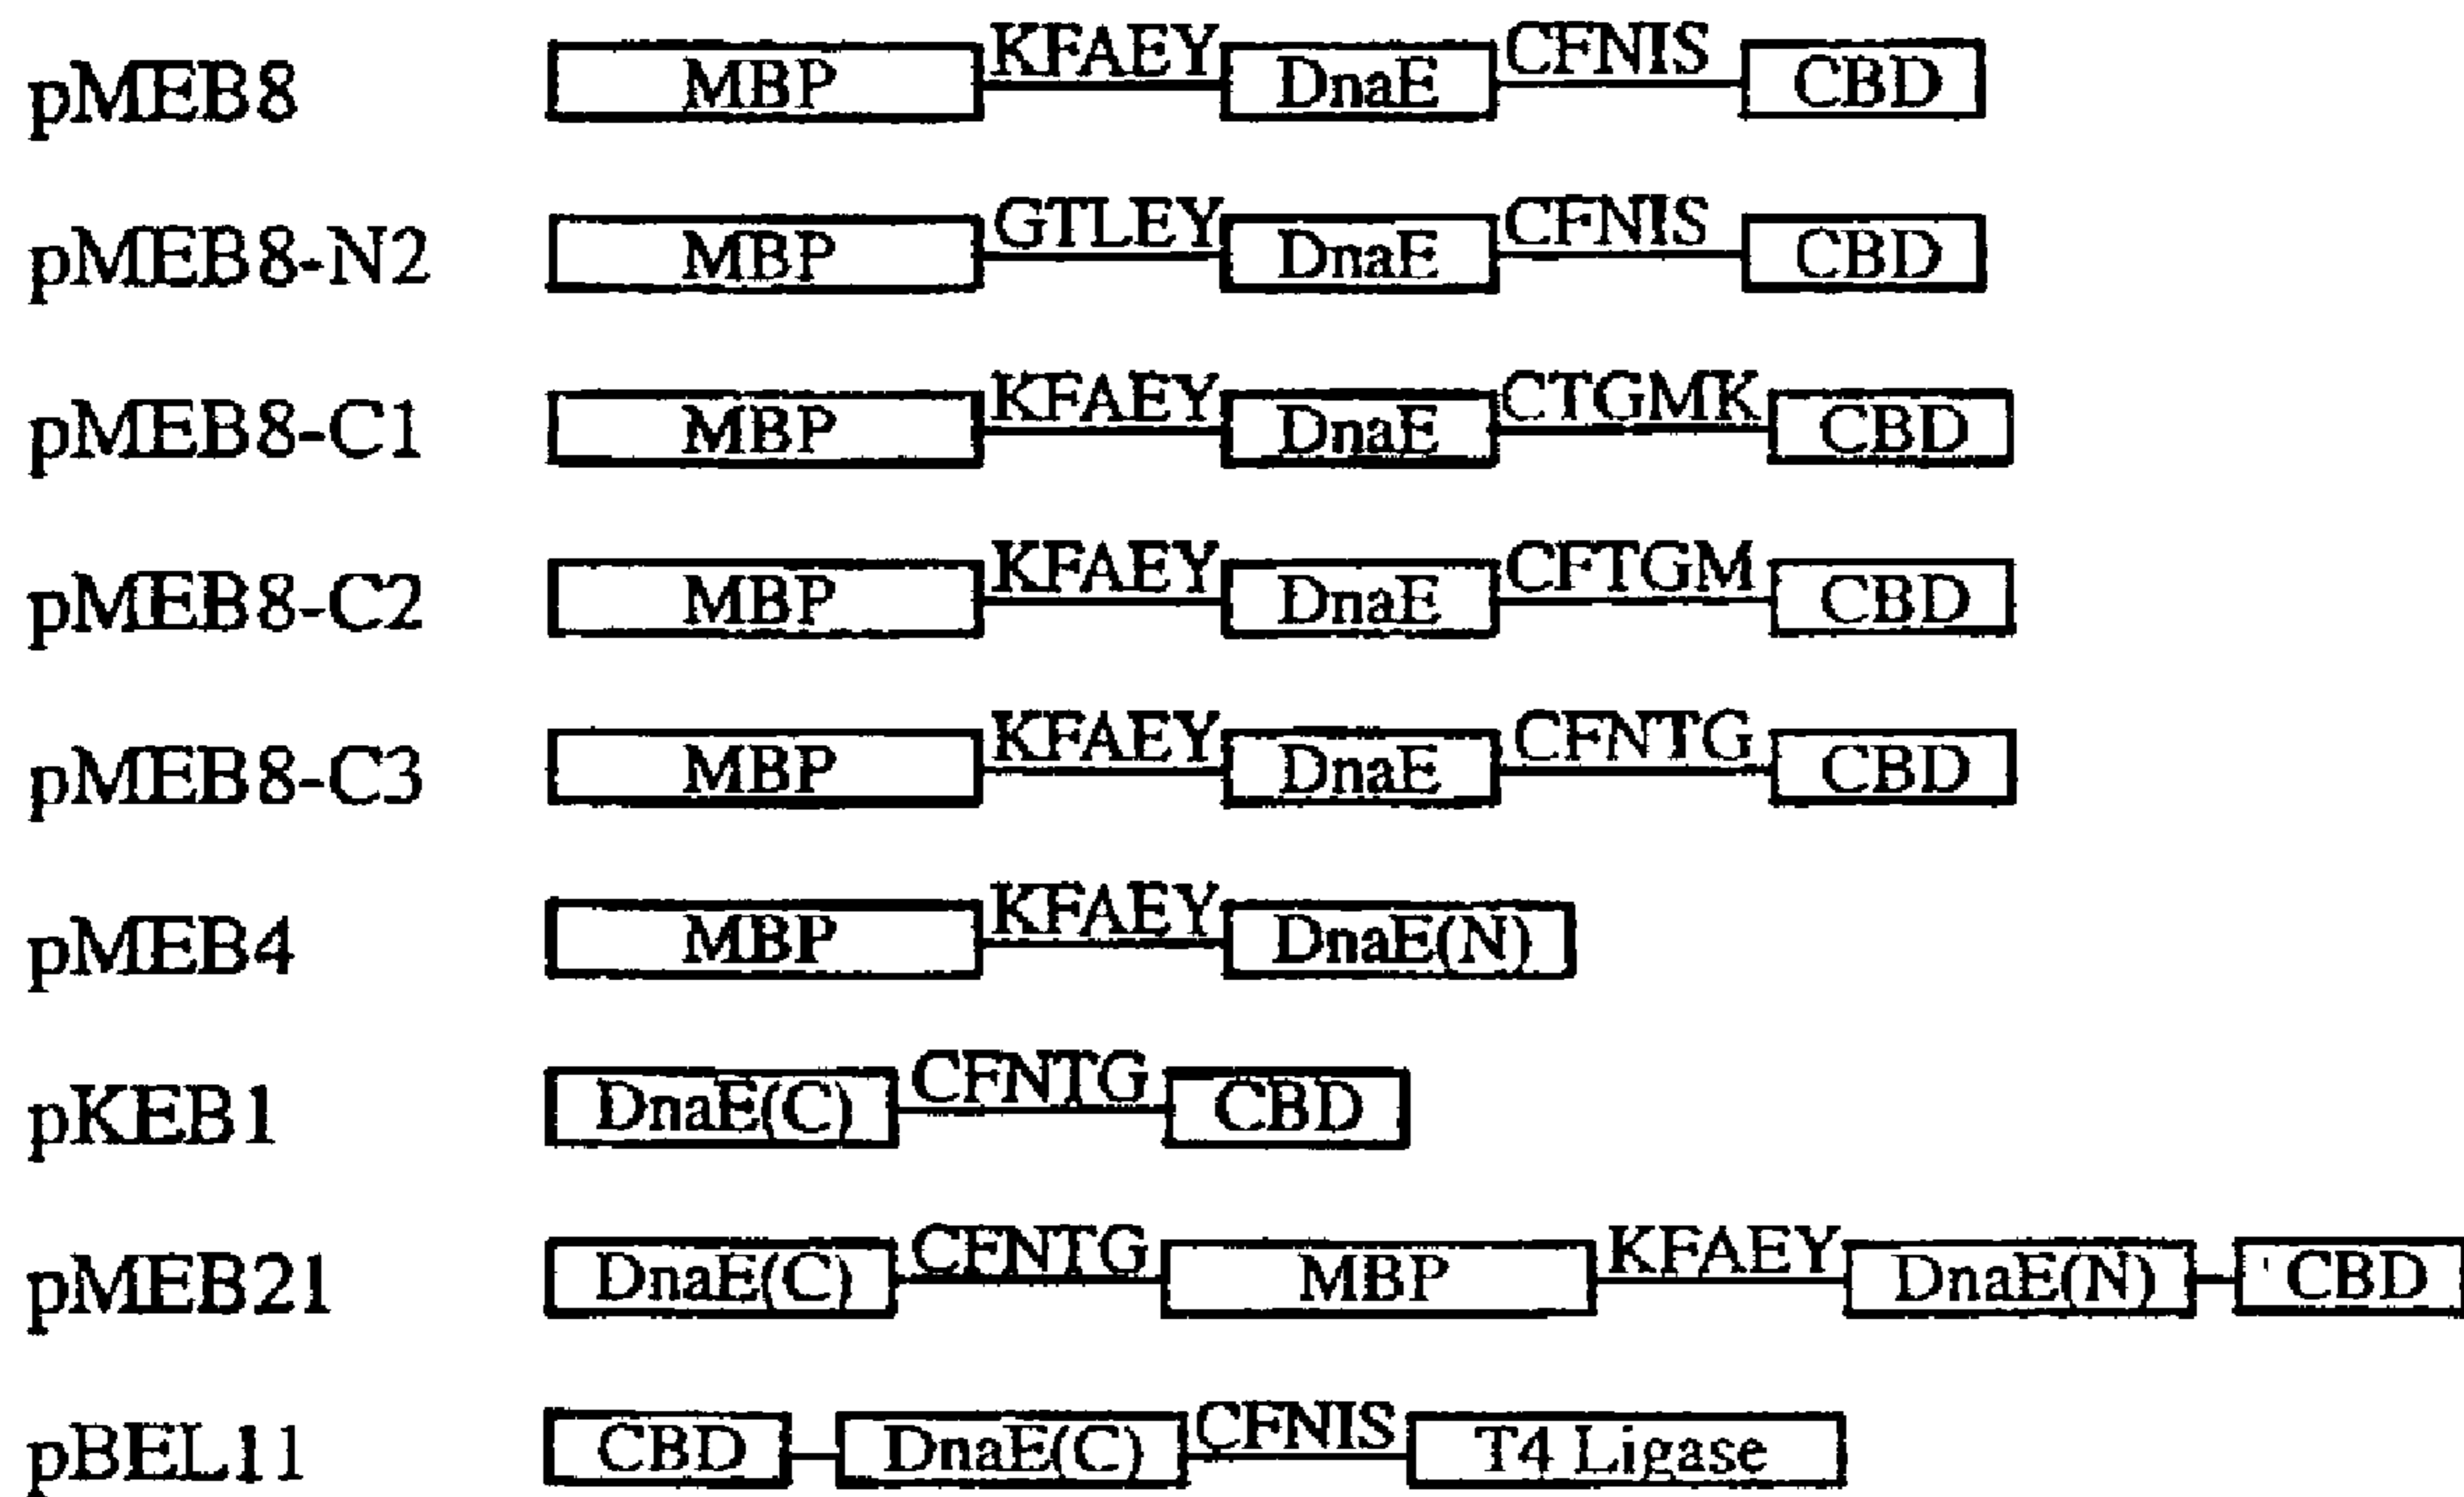 pMEB8 MBP KFAEY DnaE CFNIS CBD
pMEB8-N2 MBP GTLEY DnaE CFNIS CBD
pMEB8-C1 MBP KFAEY DnaE CTGMK CBD
pMEB8-C2 MBP KFAEY DnaE CFTGM CBD
pMEB8-C3 MBP KFAEY DnaE CFNTG CBD
pMEB4 MBP KFAEY DnaE(N)
pKEB1 DnaE(C) CFNTG CBD
pMEB21 DnaE(C) CFNTG MBP KFAEY DnaE(N) CBD
pBEL11 CBD DnaE(C) CFNIS T4 Ligase